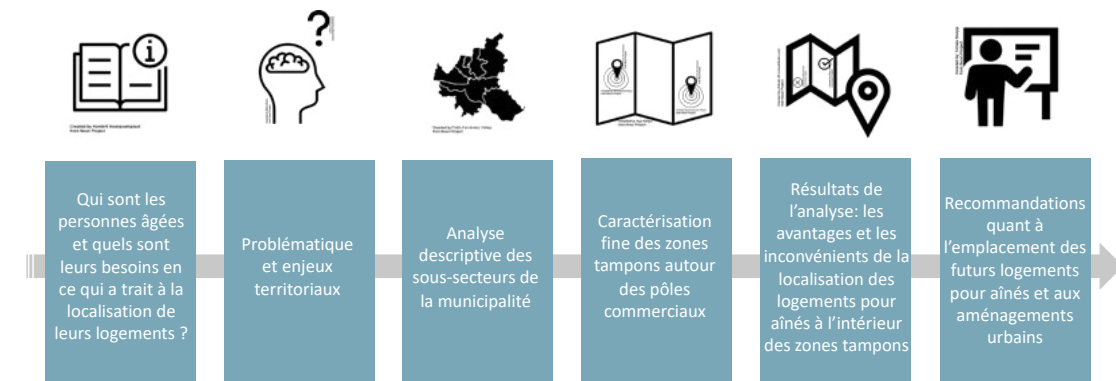 Qui sont les
personnes âgées
et quels sont
leurs besoins en
ce qui a trait à la
localisation de
leurs logements ?
Problématique
et enjeux
territoriaux
Analyse
descriptive des
sous-secteurs de
la municipalité
Caractérisation
fine des zones
tampons autour
des pôles
commerciaux
Résultats de
l'analyse: les
avantages et les
inconvénients de la
localisation des
logements pour
aînés à l'intérieur
des zones tampons
Recommandations
quant à
l'emplacement des
futurs logements
pour aînés et aux
aménagements
urbains